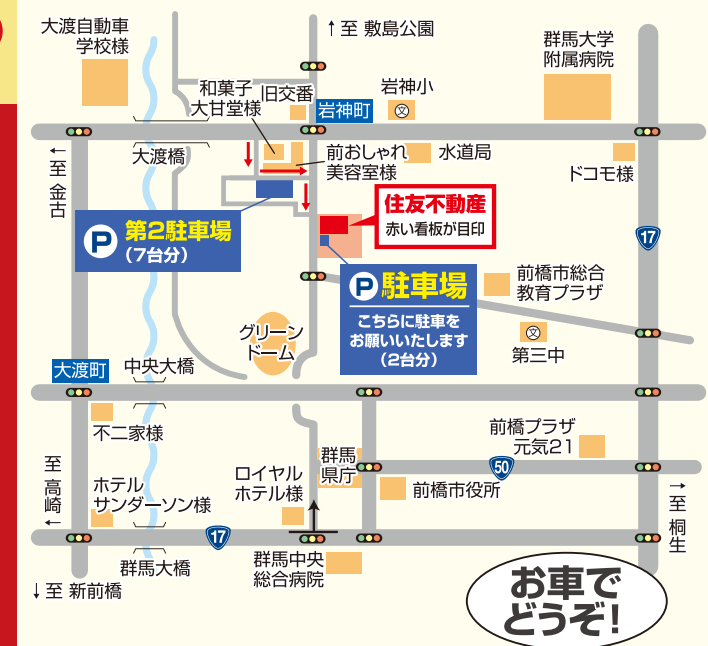 大渡自動車
学校様
↑至 敷島公園
群馬大学
附属病院
和菓子
大甘堂様
旧交番
岩神町
岩神小
文
大渡橋
前おしゃれ
美容室様
水道局
ドコモ様
←至 金古
P 第2駐車場
(7台分)
住友不動産
赤い看板が目印
17
P 駐車場
こちらに駐車を
お願いいたします
(2台分)
前橋市総合
教育プラザ
文
第三中
グリーン
ドーム
大渡町
中央大橋
不二家様
前橋プラザ
元気21
至 高崎←
ホテル
サンダーソン様
ロイヤル
ホテル様
群馬
県庁
50
前橋市役所
→至 桐生
17
群馬大橋
群馬中央
総合病院
↓至 新前橋
お車で
どうぞ!